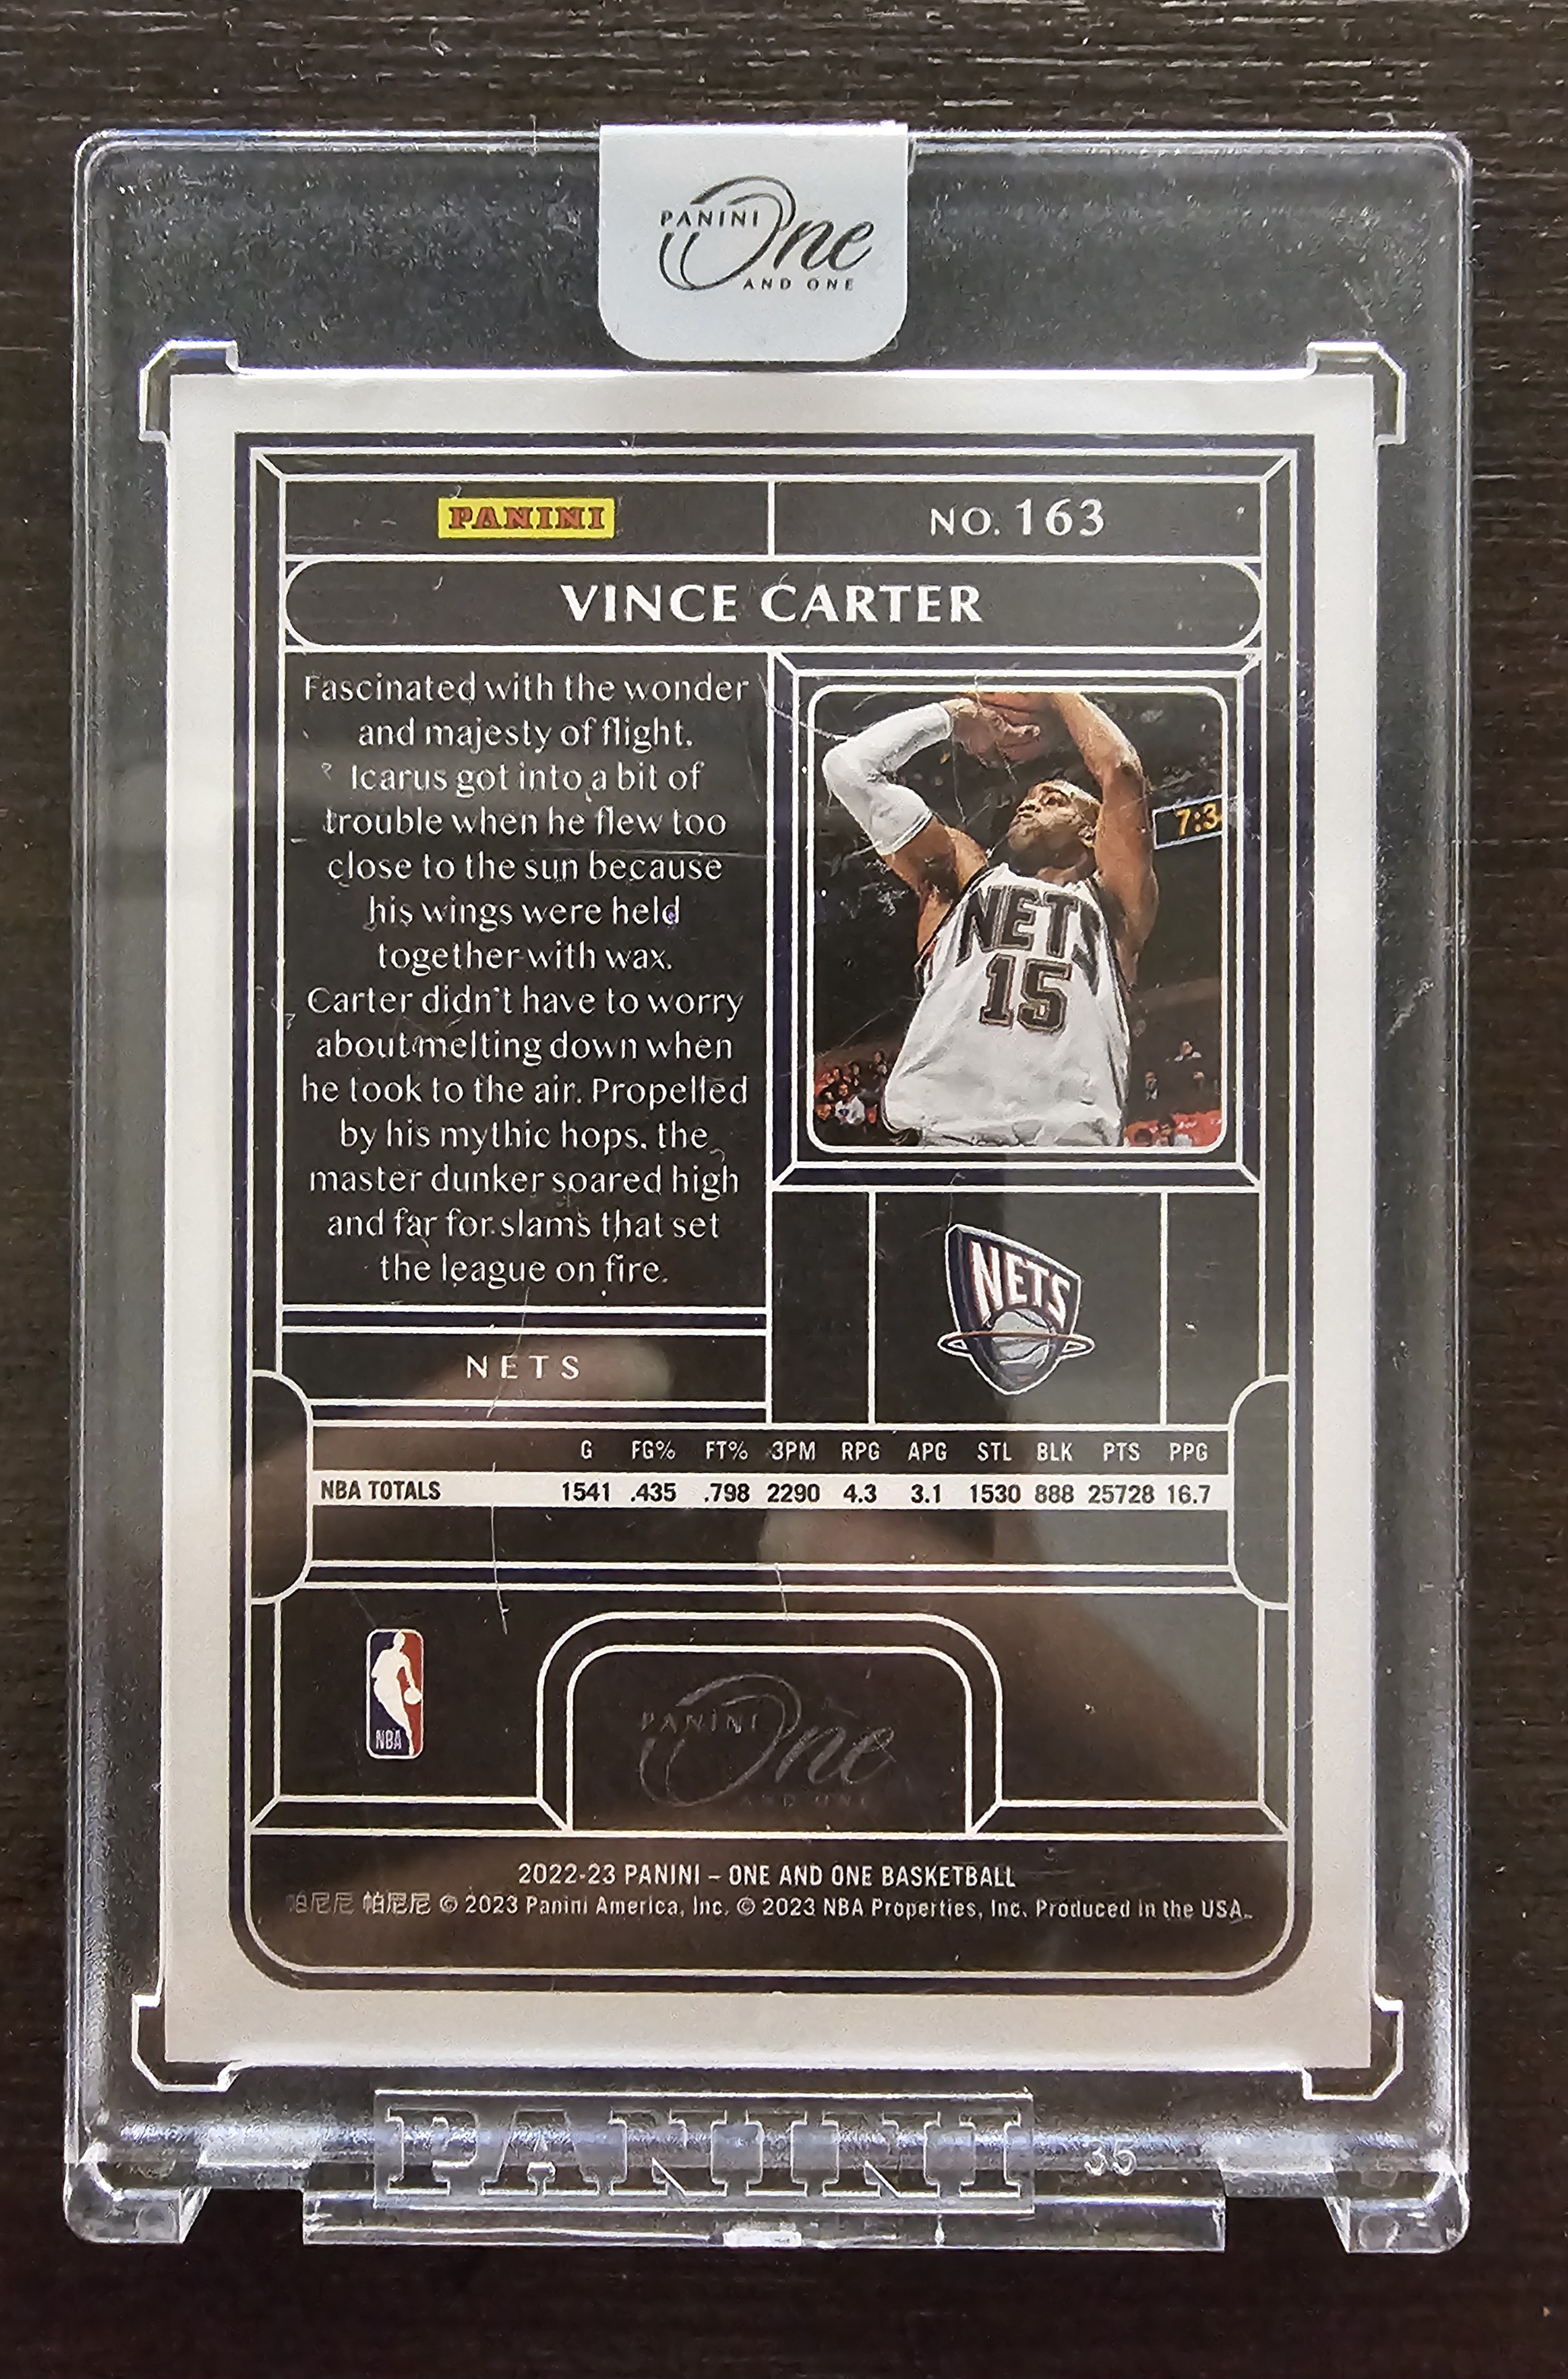 PANINI One
AND ONE
PANINI
NO. 163
VINCE CARTER
Fascinated with the wonder
and majesty of flight,
Icarus got into a bit of
trouble when he flew too
close to the sun because
his wings were held
together with wax.
Carter didn't have to worry
about melting down when
he took to the air. Propelled
by his mythic hops, the
master dunker soared high
and far for slams that set
the league on fire.
7:3
NETS
15
NETS
NETS
G FG% FT% 3PM RPG APG STL BLK PTS PPG
NBA TOTALS 1541 .435 .798 2290 4.3 3.1 1530 888 25728 16.7
NBA
PANINI One
AND ONE
2022-23 PANINI – ONE AND ONE BASKETBALL
帕尼尼 帕尼尼 © 2023 Panini America, Inc. © 2023 NBA Properties, Inc. Produced in the USA.
PANINI 35